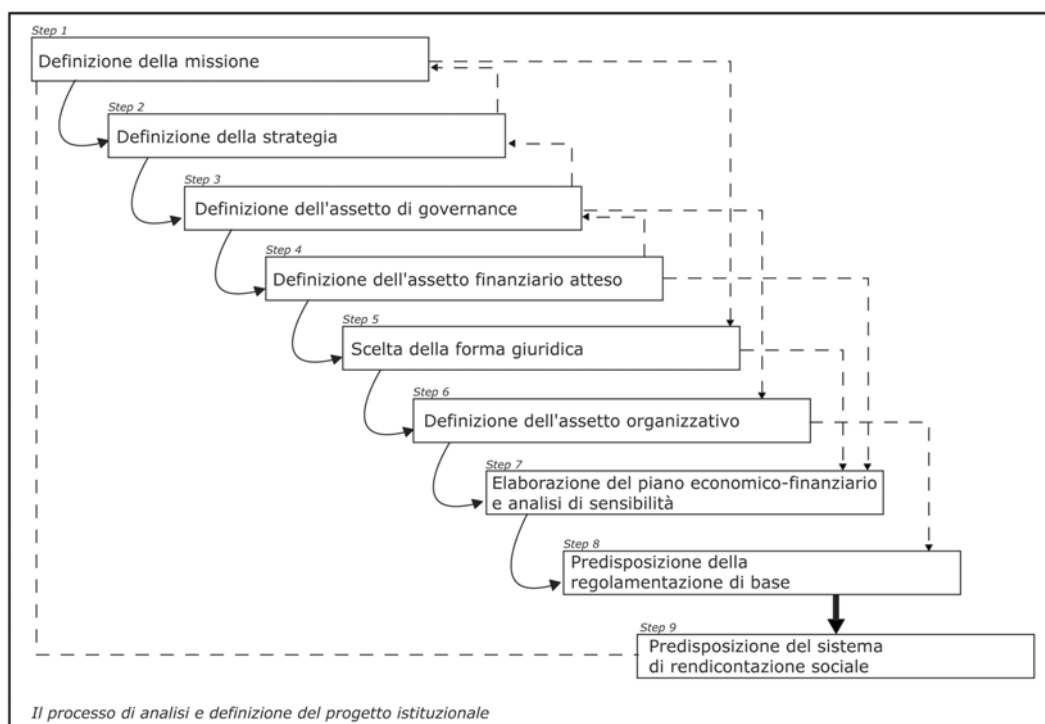 Step 1
Definizione della missione
Step 2
Definizione della strategia
Step 3
Definizione dell'assetto di governance
Step 4
Definizione dell'assetto finanziario atteso
Step 5
Scelta della forma giuridica
Step 6
Definizione dell'assetto organizzativo
Step 7
Elaborazione del piano economico-finanziario
e analisi di sensibilità
Step 8
Predisposizione della
regolamentazione di base
Step 9
Predisposizione del sistema
di rendicontazione sociale
Il processo di analisi e definizione del progetto istituzionale